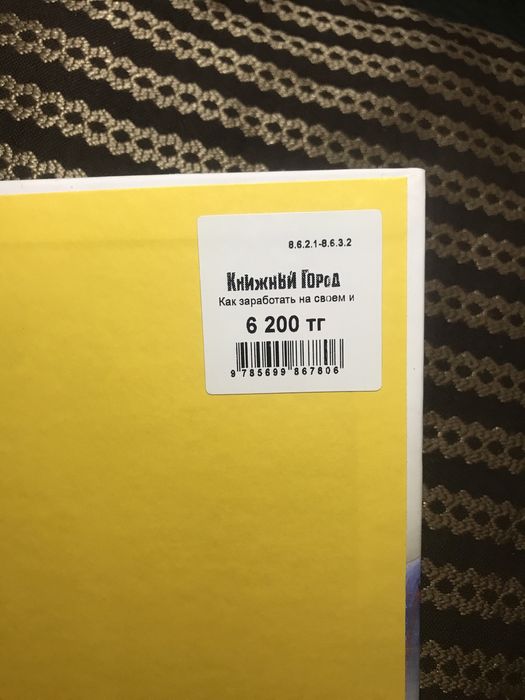 8.6.2.1-8.6.3.2
КНИЖНЫЙ ГОРОД
Как заработать на своем и
6 200 тг
9 785699 867806